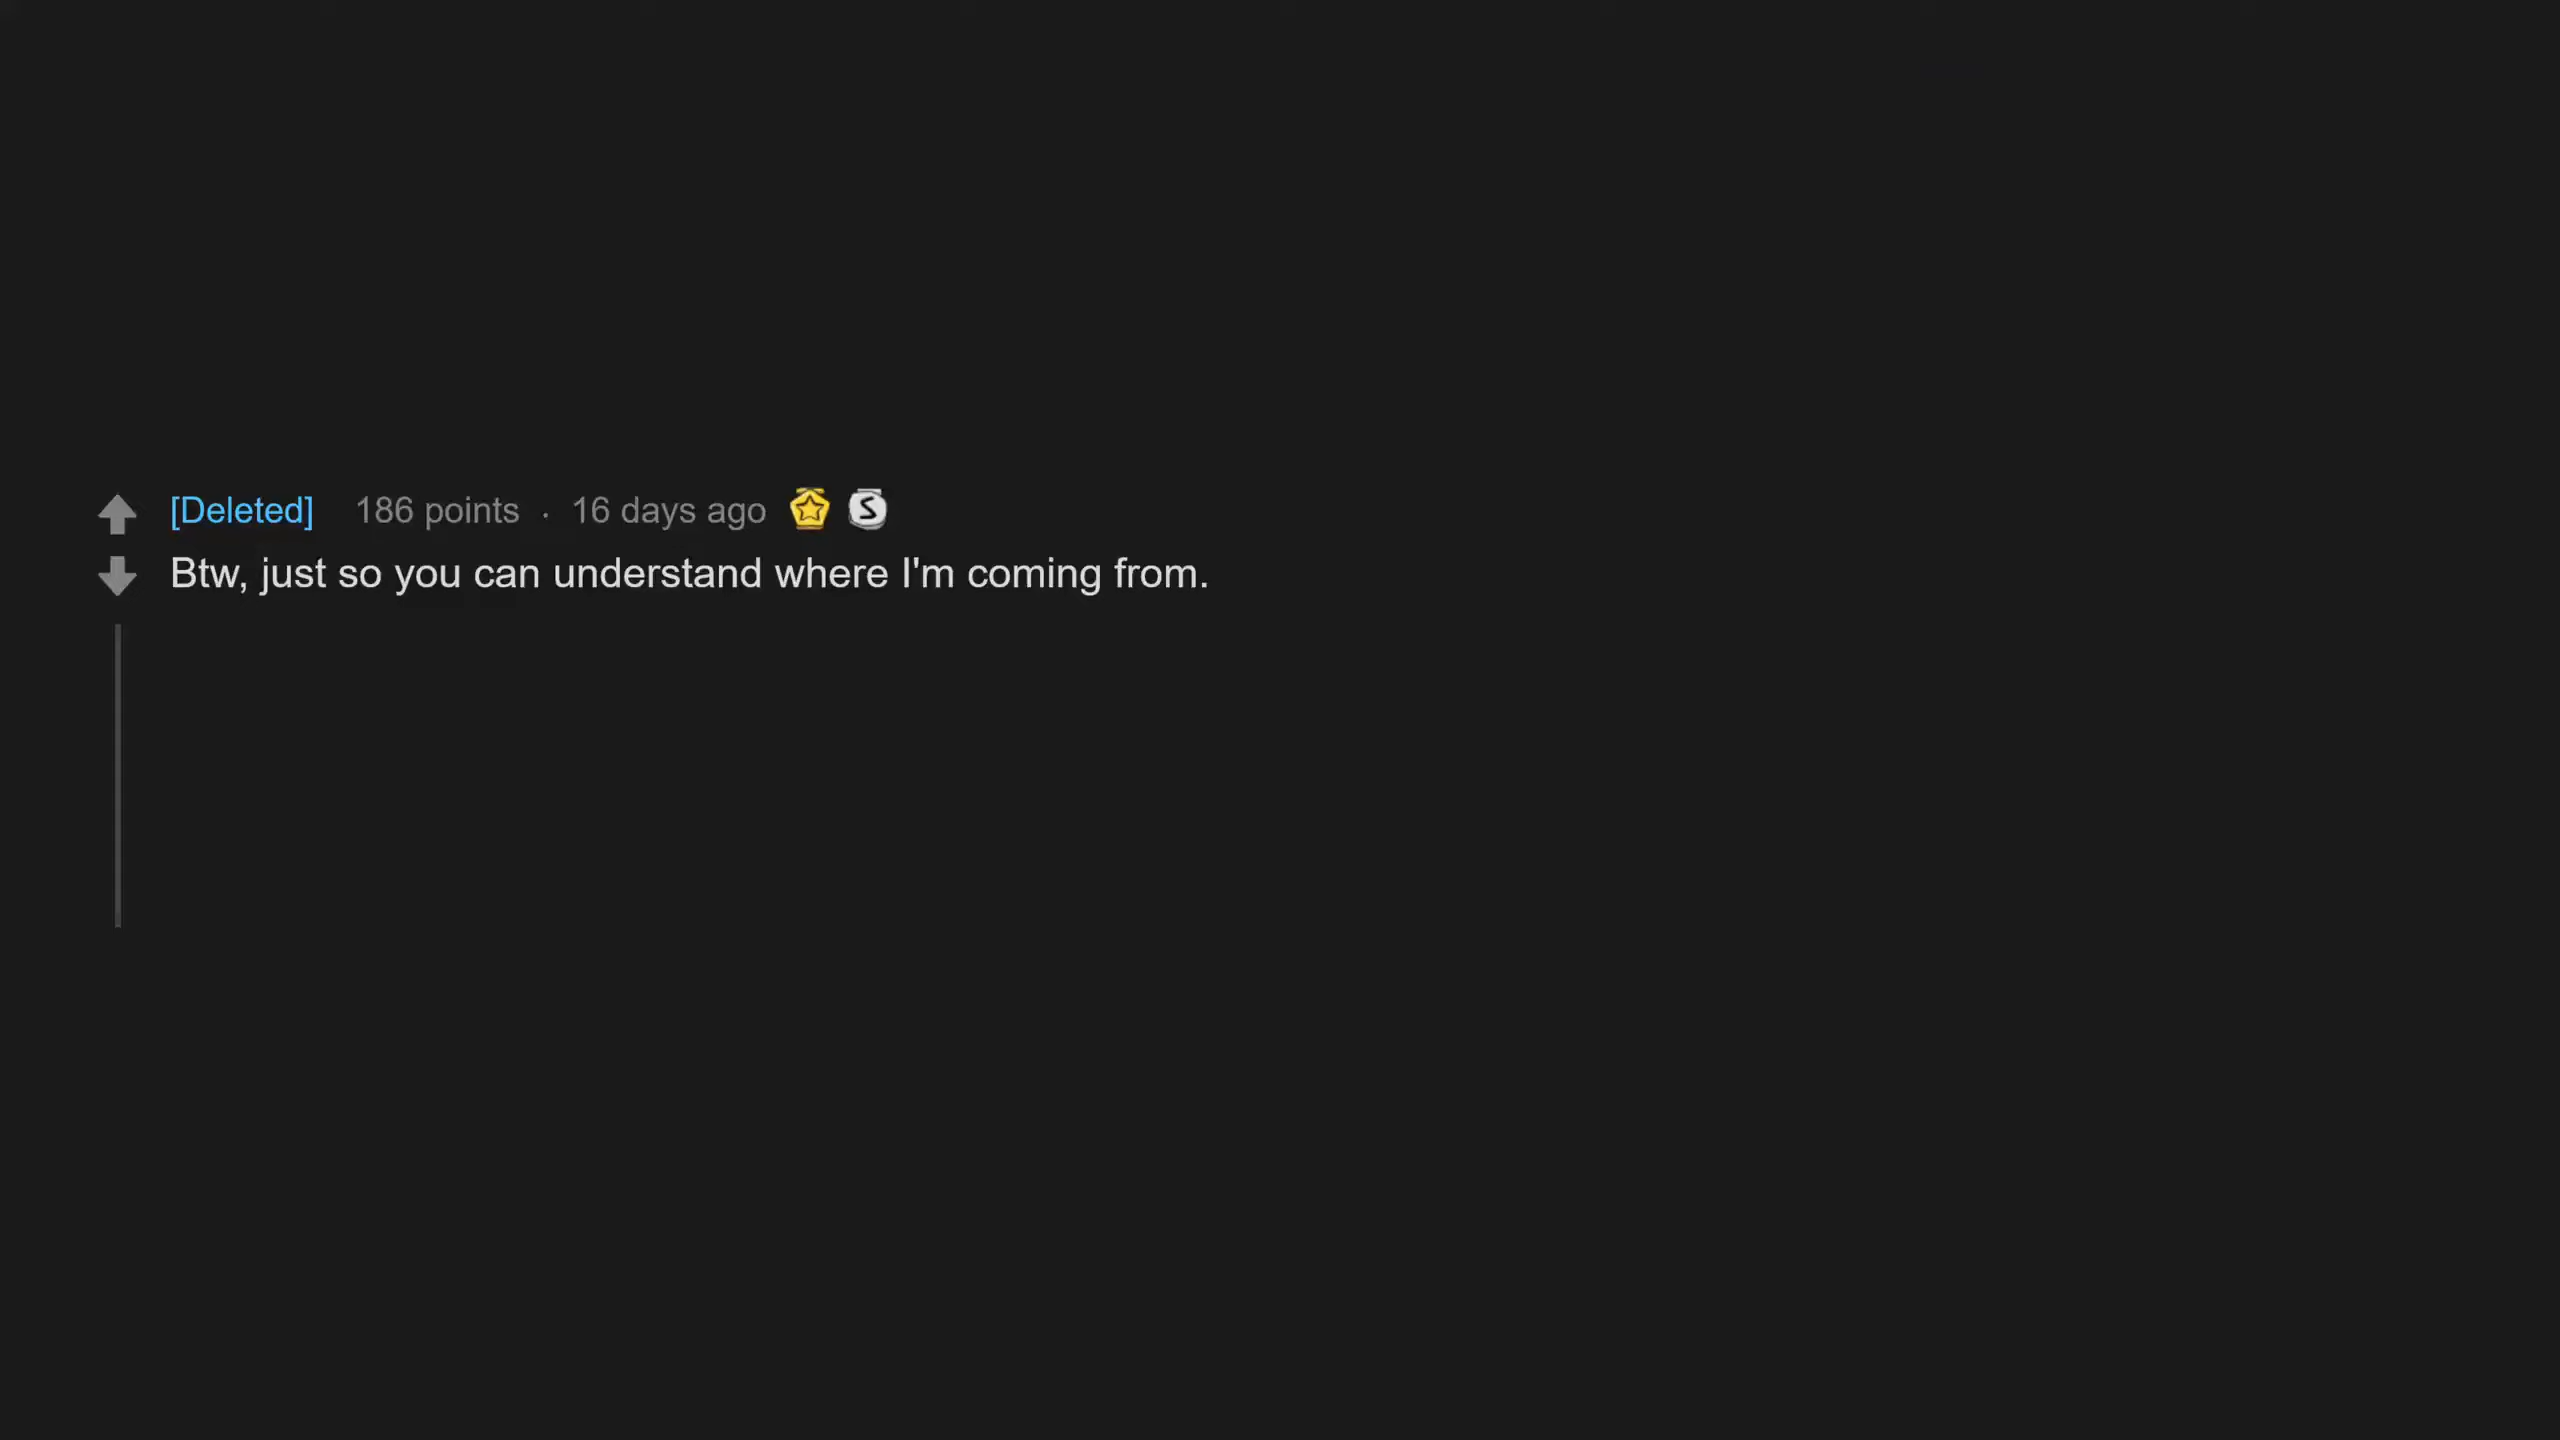 [Deleted] 186 points · 16 days ago S
Btw, just so you can understand where I'm coming from.